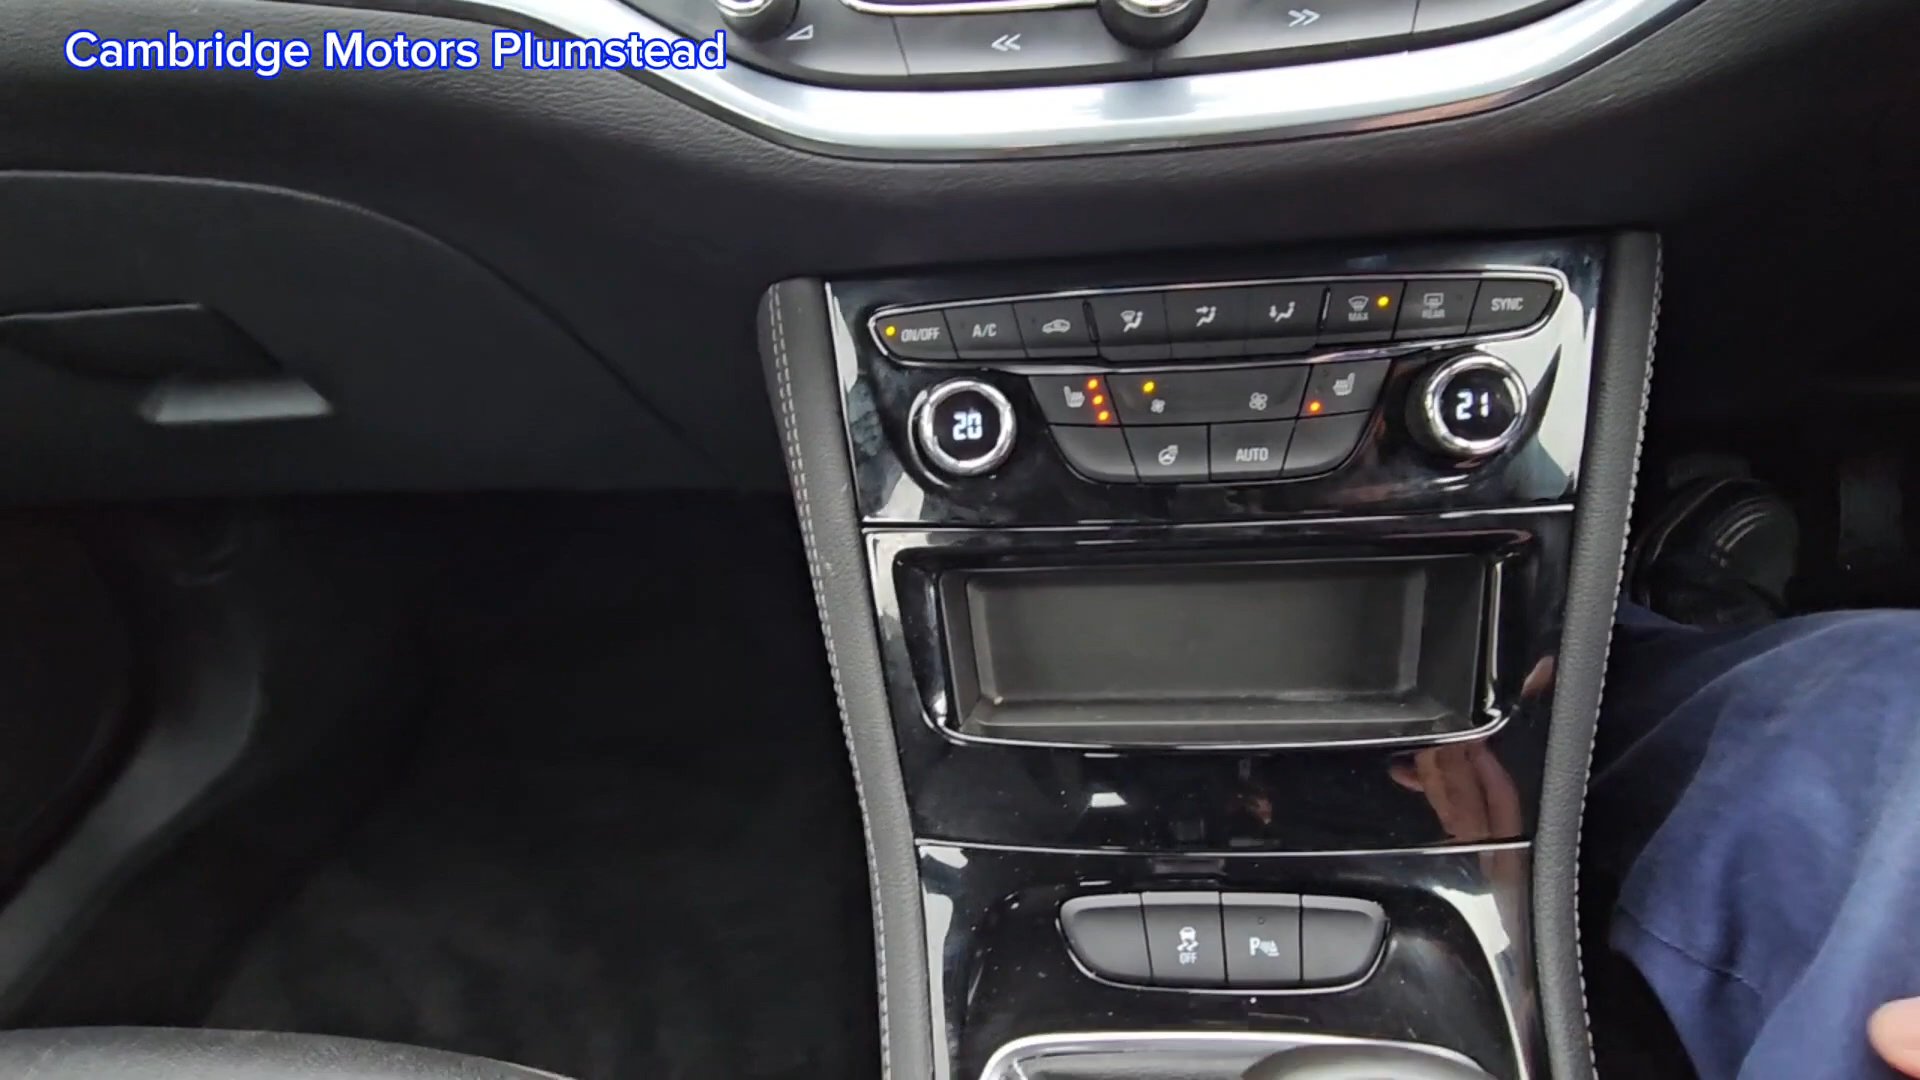 Cambridge Motors Plumstead
ON/OFF A/C MAX REAR SYNC
20 21
AUTO
OFF P